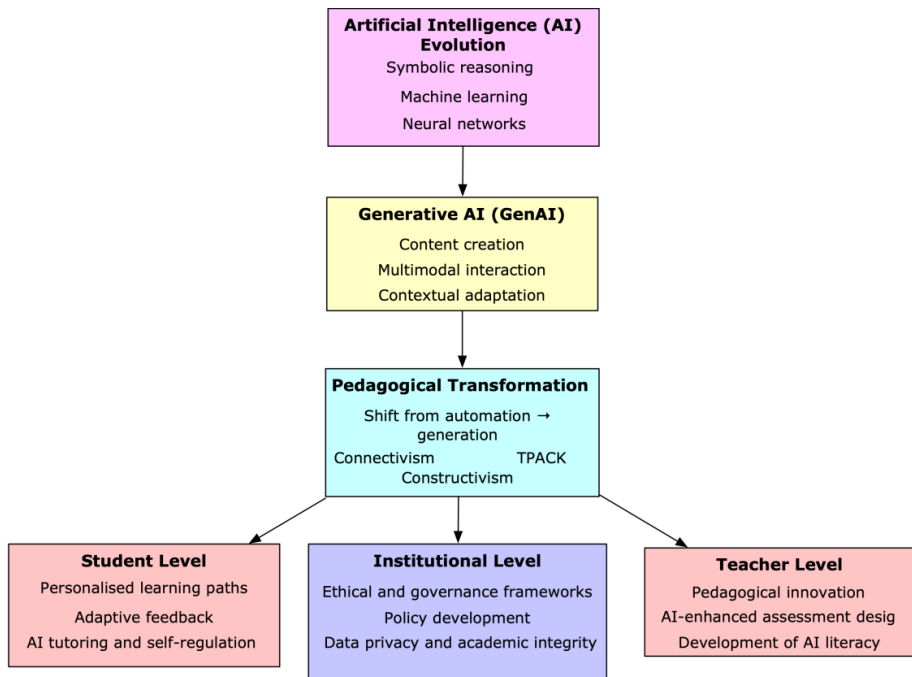 Artificial Intelligence (AI)
Evolution
Symbolic reasoning
Machine learning
Neural networks
Generative AI (GenAI)
Content creation
Multimodal interaction
Contextual adaptation
Pedagogical Transformation
Shift from automation →
generation
Connectivism TPACK
Constructivism
Student Level
Personalised learning paths
Adaptive feedback
AI tutoring and self-regulation
Institutional Level
Ethical and governance frameworks
Policy development
Data privacy and academic integrity
Teacher Level
Pedagogical innovation
AI-enhanced assessment desig
Development of AI literacy